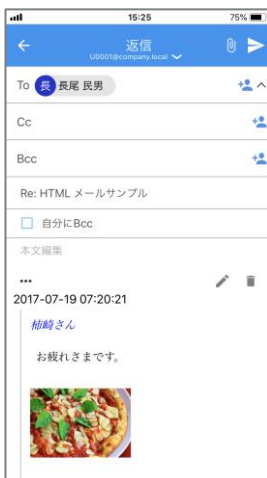 15:25
75%
返信
U0001@company.local
To 長 長尾 民男
Cc
Bcc
Re: HTML メールサンプル
自分にBcc
本文編集
...
2017-07-19 07:20:21
柿崎さん
お疲れさまです。